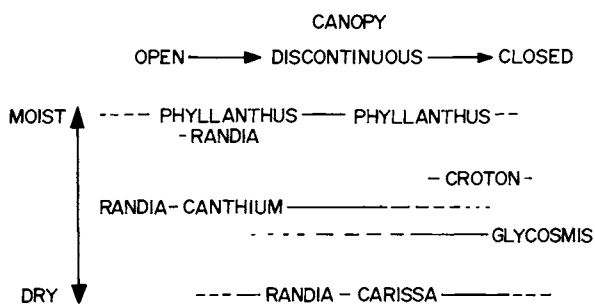 CANOPY
OPEN DISCONTINUOUS CLOSED
MOIST PHYLLANTHUS PHYLLANTHUS
-RANDIA
-CROTON-
RANDIA-CANTHIUM
GLYCOSMIS
DRY RANDIA-CARISSA